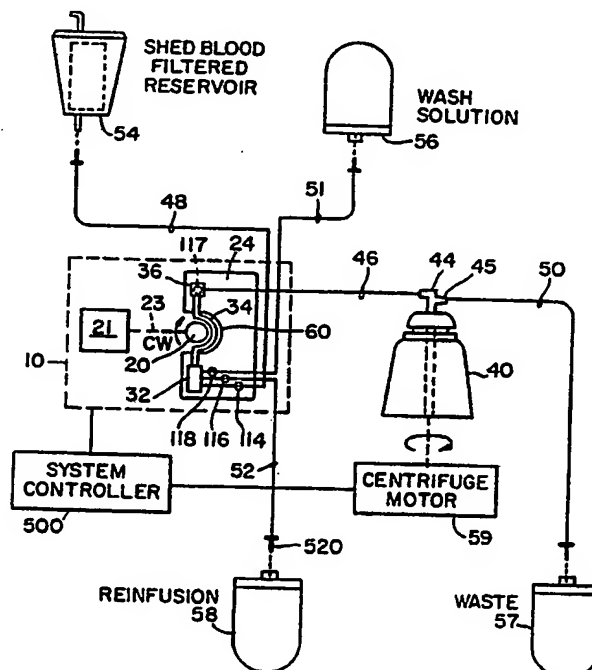 SHED BLOOD
FILTERED
RESERVOIR
54
WASH SOLUTION
56
48
51
117
24
44
45
36
46
50
23
34
21
60
CW
20
10
40
32
118 116 114
52
SYSTEM
CONTROLLER
500
CENTRIFUGE
MOTOR
59
520
REINFUSION
58
WASTE
57